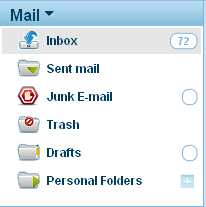 Mail
Inbox 72
Sent mail
Junk E-mail
Trash
Drafts
Personal Folders